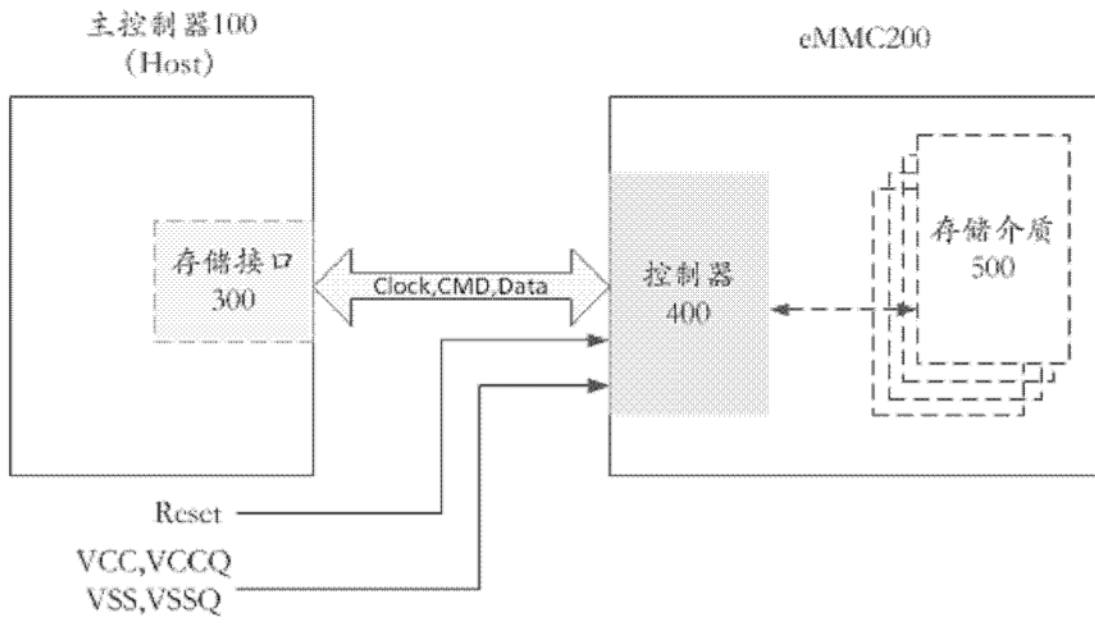 主控制器100
(Host)
eMMC200
存储接口
300
Clock,CMD,Data
控制器
400
存储介质
500
Reset
VCC,VCCQ
VSS,VSSQ